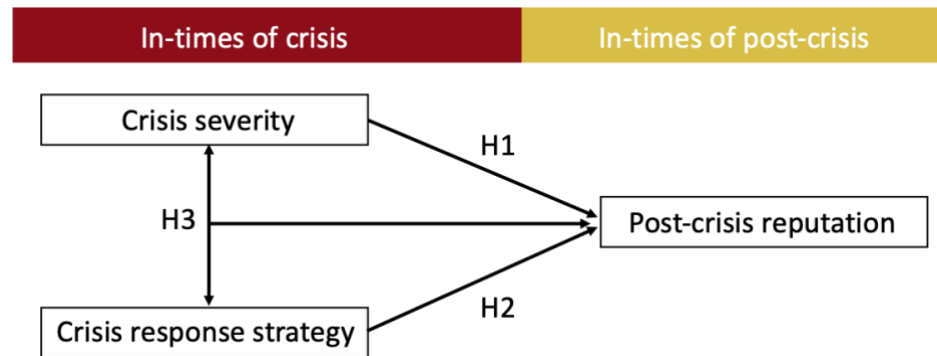 In-times of crisis
In-times of post-crisis
Crisis severity
H1
H3
Post-crisis reputation
H2
Crisis response strategy